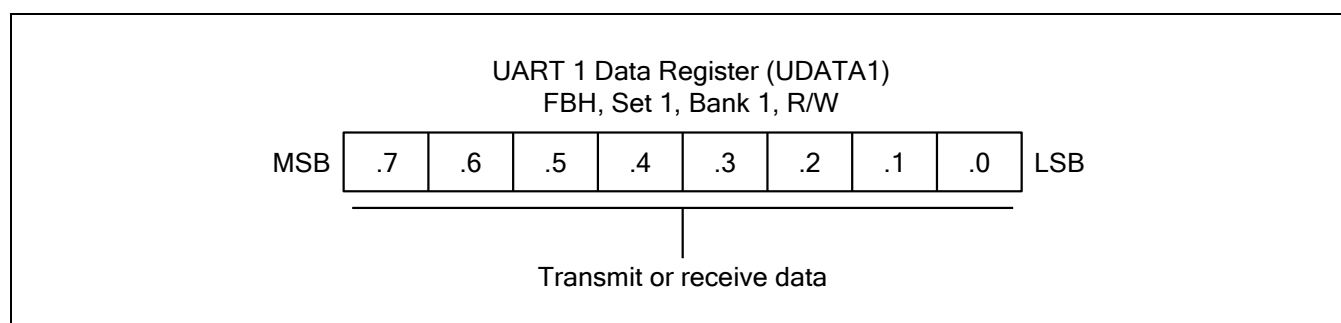 UART 1 Data Register (UDATA1)
FBH, Set 1, Bank 1, R/W
MSB .7 .6 .5 .4 .3 .2 .1 .0 LSB
Transmit or receive data